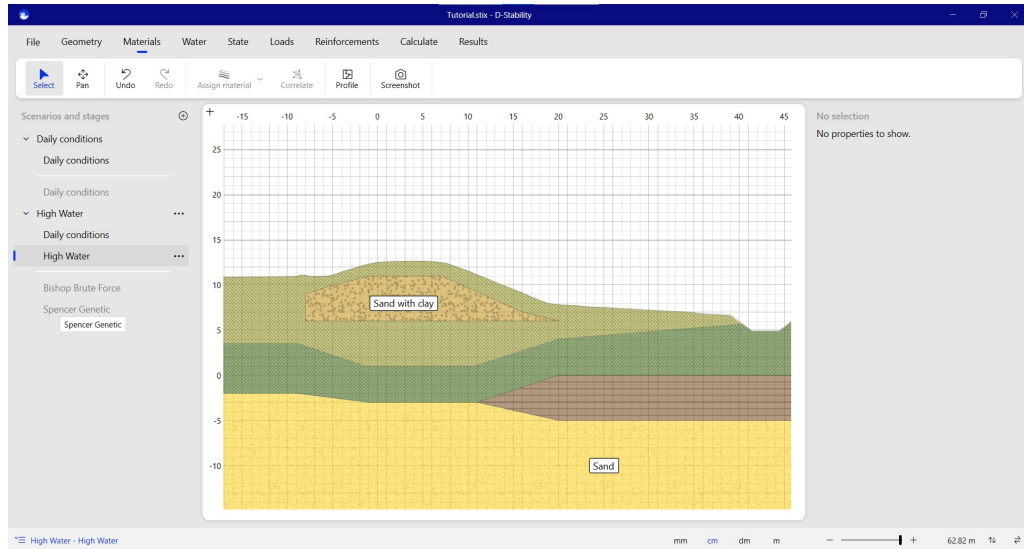 Tutorial.stix - D-Stability
File Geometry Materials Water State Loads Reinforcements Calculate Results
Select Pan Undo Redo Assign material Correlate Profile Screenshot
Scenarios and stages
Daily conditions
Daily conditions
Daily conditions
High Water
Daily conditions
High Water
Bishop Brute Force
Spencer Genetic
Spencer Genetic
-15 -10 -5 0 5 10 15 20 25 30 35 40 45
25
20
15
10
5
0
-5
-10
Sand with clay
Sand
No selection
No properties to show.
High Water - High Water
mm cm dm m
62.82 m